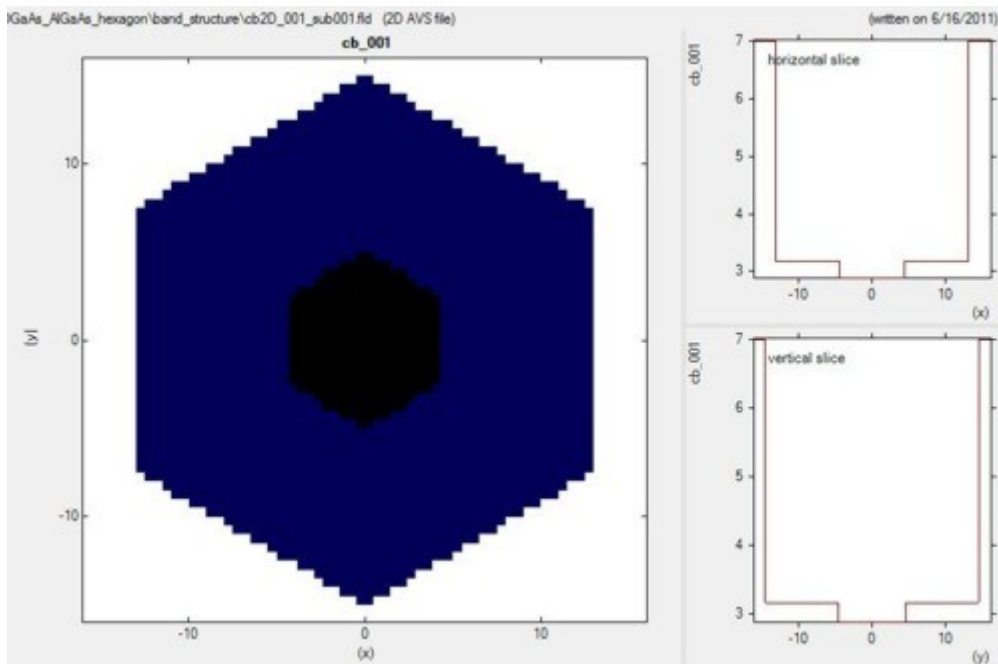 GaAs_AlGaAs_hexagon\band_structure\cb2D_001_sub001.fld (2D AVS file)
(written on 6/16/2011)
cb_001
10
0
-10
(y)
-10
0
10
(x)
cb_001
horizontal slice
7
6
5
4
3
-10
0
10
(x)
cb_001
vertical slice
7
6
5
4
3
-10
0
10
(y)